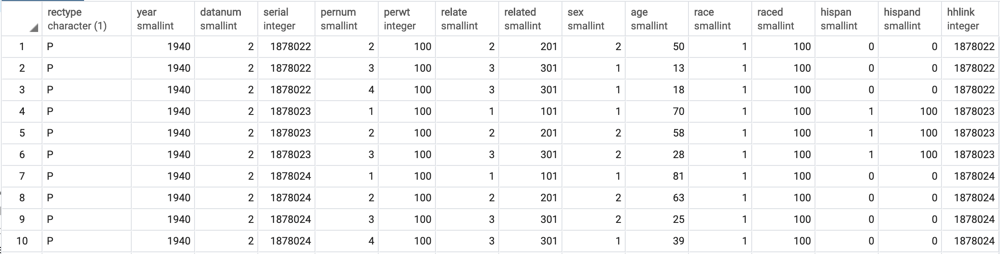 rectype year datanum serial pernum perwt relate related sex age race raced hispan hispand hhlink
character (1) smallint smallint integer smallint integer smallint smallint smallint smallint smallint smallint smallint smallint integer
1 P 1940 2 1878022 2 100 2 201 2 50 1 100 0 0 1878022
2 P 1940 2 1878022 3 100 3 301 1 13 1 100 0 0 1878022
3 P 1940 2 1878022 4 100 3 301 1 18 1 100 0 0 1878022
4 P 1940 2 1878023 1 100 1 101 1 70 1 100 1 100 1878023
5 P 1940 2 1878023 2 100 2 201 2 58 1 100 1 100 1878023
6 P 1940 2 1878023 3 100 3 301 2 28 1 100 1 100 1878023
7 P 1940 2 1878024 1 100 1 101 1 81 1 100 0 0 1878024
8 P 1940 2 1878024 2 100 2 201 2 63 1 100 0 0 1878024
9 P 1940 2 1878024 3 100 3 301 2 25 1 100 0 0 1878024
10 P 1940 2 1878024 4 100 3 301 1 39 1 100 0 0 1878024